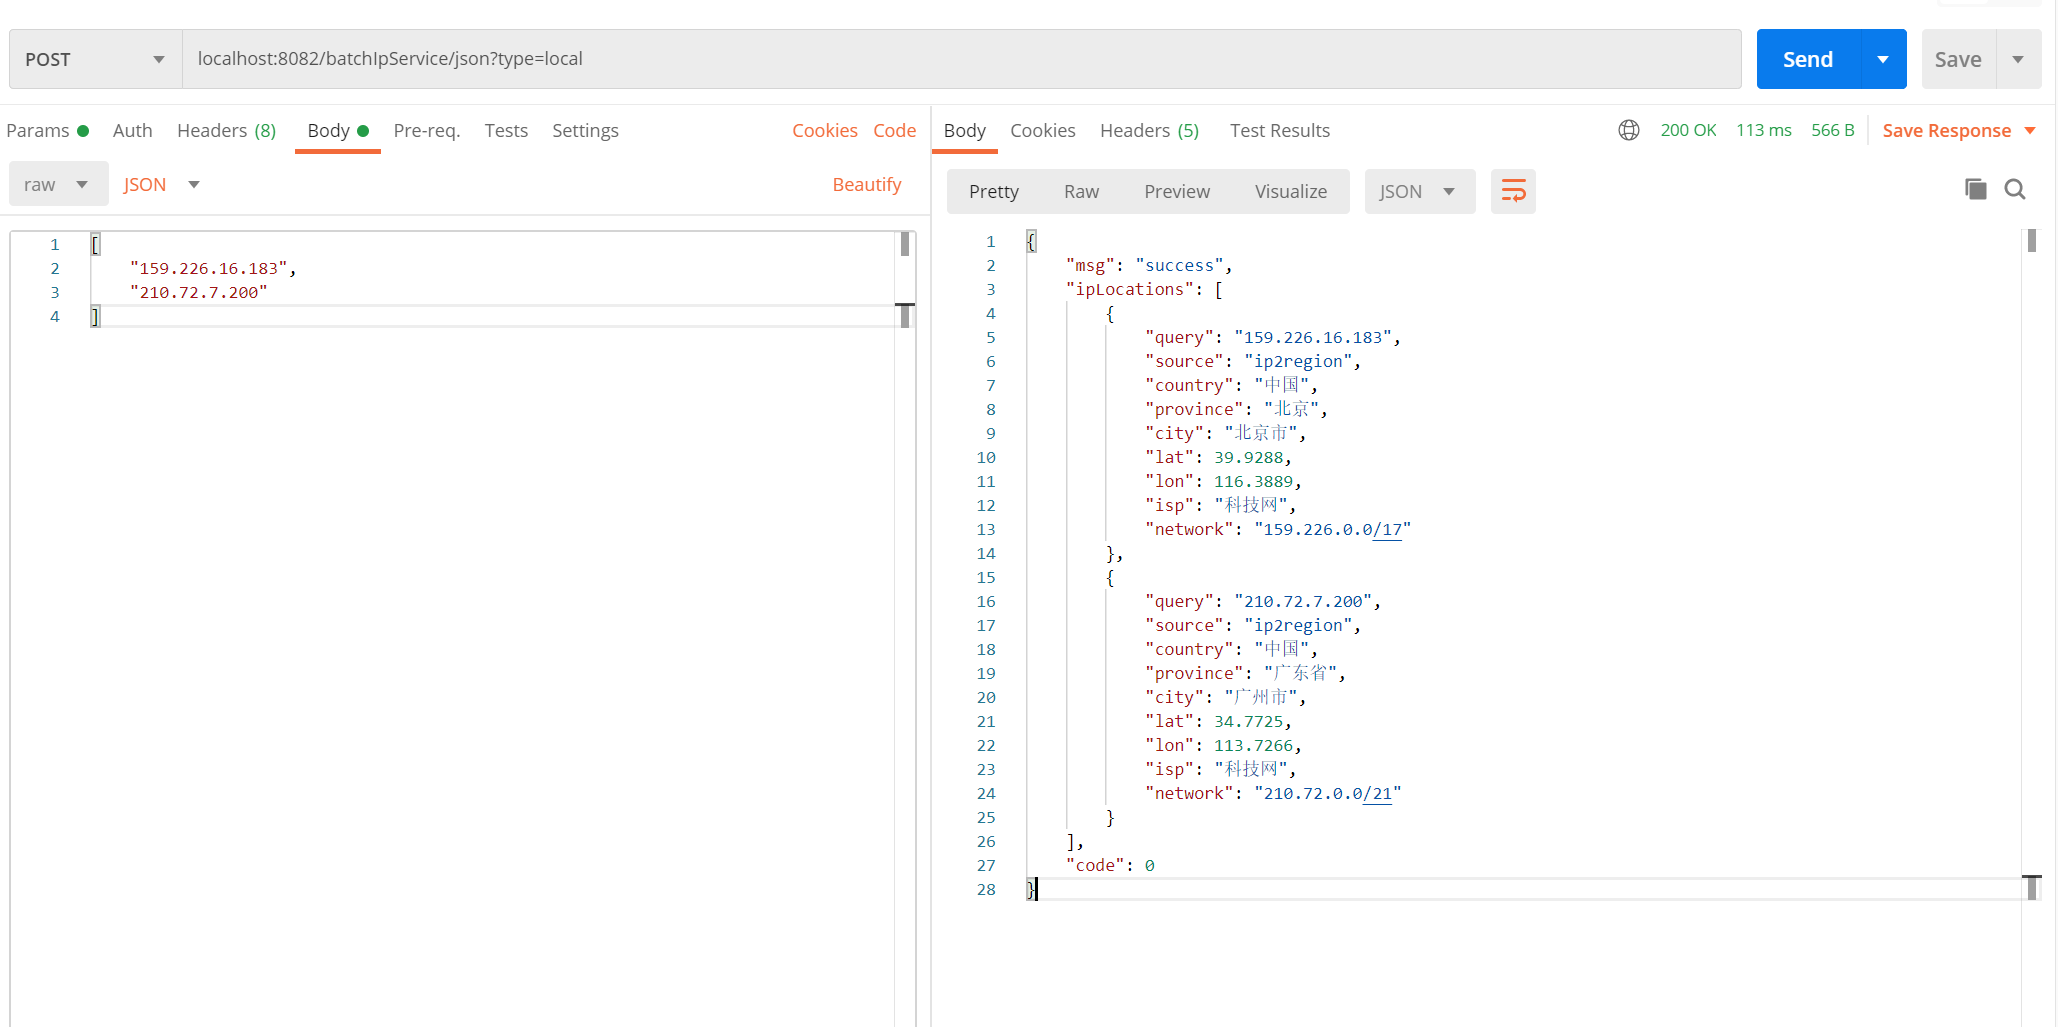 POST localhost:8082/batchIpService/json?type=local Send Save
Params Auth Headers (8) Body Pre-req. Tests Settings Cookies Code
raw JSON Beautify
1 [
2 "159.226.16.183",
3 "210.72.7.200"
4 ]
Body Cookies Headers (5) Test Results 200 OK 113 ms 566 B Save Response
Pretty Raw Preview Visualize JSON
1 {
2 "msg": "success",
3 "ipLocations": [
4 {
5 "query": "159.226.16.183",
6 "source": "ip2region",
7 "country": "中国",
8 "province": "北京",
9 "city": "北京市",
10 "lat": 39.9288,
11 "lon": 116.3889,
12 "isp": "科技网",
13 "network": "159.226.0.0/17"
14 },
15 {
16 "query": "210.72.7.200",
17 "source": "ip2region",
18 "country": "中国",
19 "province": "广东省",
20 "city": "广州市",
21 "lat": 34.7725,
22 "lon": 113.7266,
23 "isp": "科技网",
24 "network": "210.72.0.0/21"
25 }
26 ],
27 "code": 0
28 }